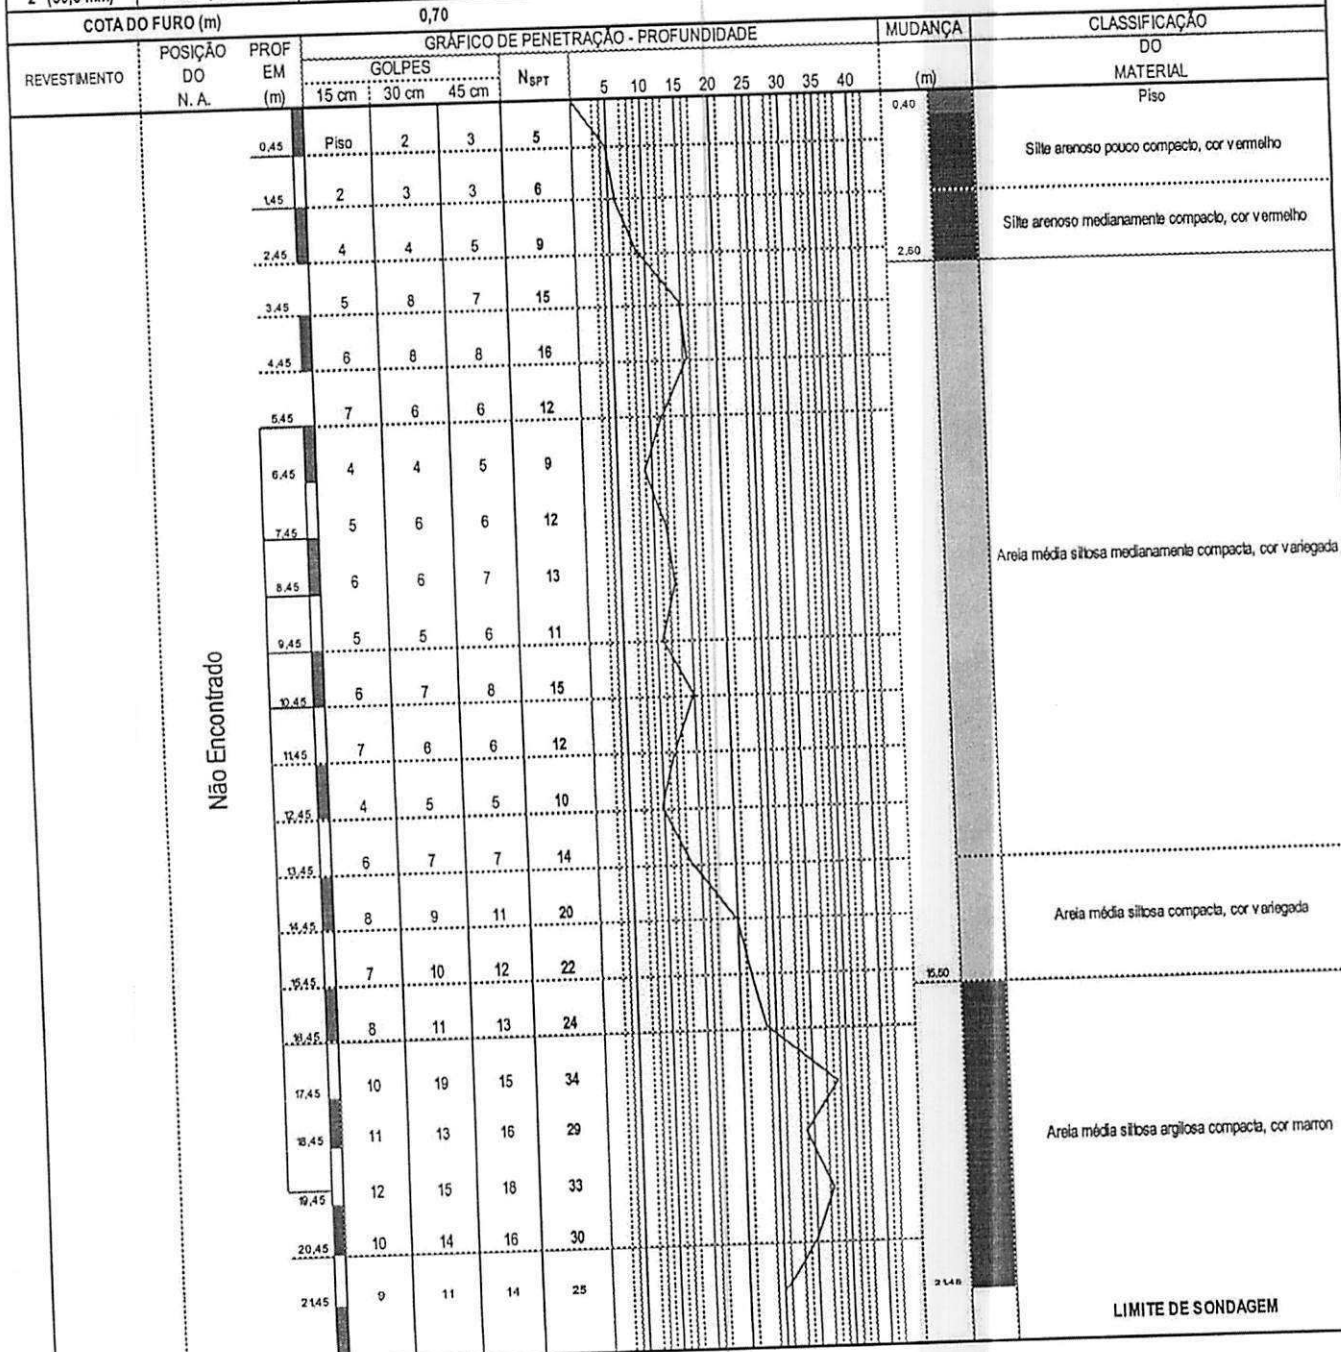 COTA DO FURO (m) 0,70
REVESTIMENTO POSIÇÃO DO N. A. PROF EM (m) GRÁFICO DE PENETRAÇÃO - PROFUNDIDADE MUDANÇA (m) CLASSIFICAÇÃO DO MATERIAL
GOLPES N SPT 5 10 15 20 25 30 35 40
15 cm 30 cm 45 cm
0,40 Piso
0,45 Piso 2 3 5 Silte arenoso pouco compacto, cor vermelho
1,45 2 3 3 6 Silte arenoso medianamente compacto, cor vermelho
2,45 4 4 5 9 2,60
3,45 5 8 7 15
4,45 6 8 8 16
5,45 7 6 6 12
6,45 4 4 5 9
7,45 5 6 6 12 Areia média siltosa medianamente compacta, cor variegada
8,45 6 6 7 13
9,45 5 5 6 11
Não Encontrado
10,45 6 7 8 15
11,45 7 6 6 12
12,45 4 5 5 10
13,45 6 7 7 14
14,45 8 9 11 20 Areia média siltosa compacta, cor variegada
15,45 7 10 12 22 15,50
16,45 8 11 13 24
17,45 10 19 15 34
18,45 11 13 16 29 Areia média siltosa argilosa compacta, cor marron
19,45 12 15 18 33
20,45 10 14 16 30
21,45 9 11 14 25 21,45
LIMITE DE SONDAGEM